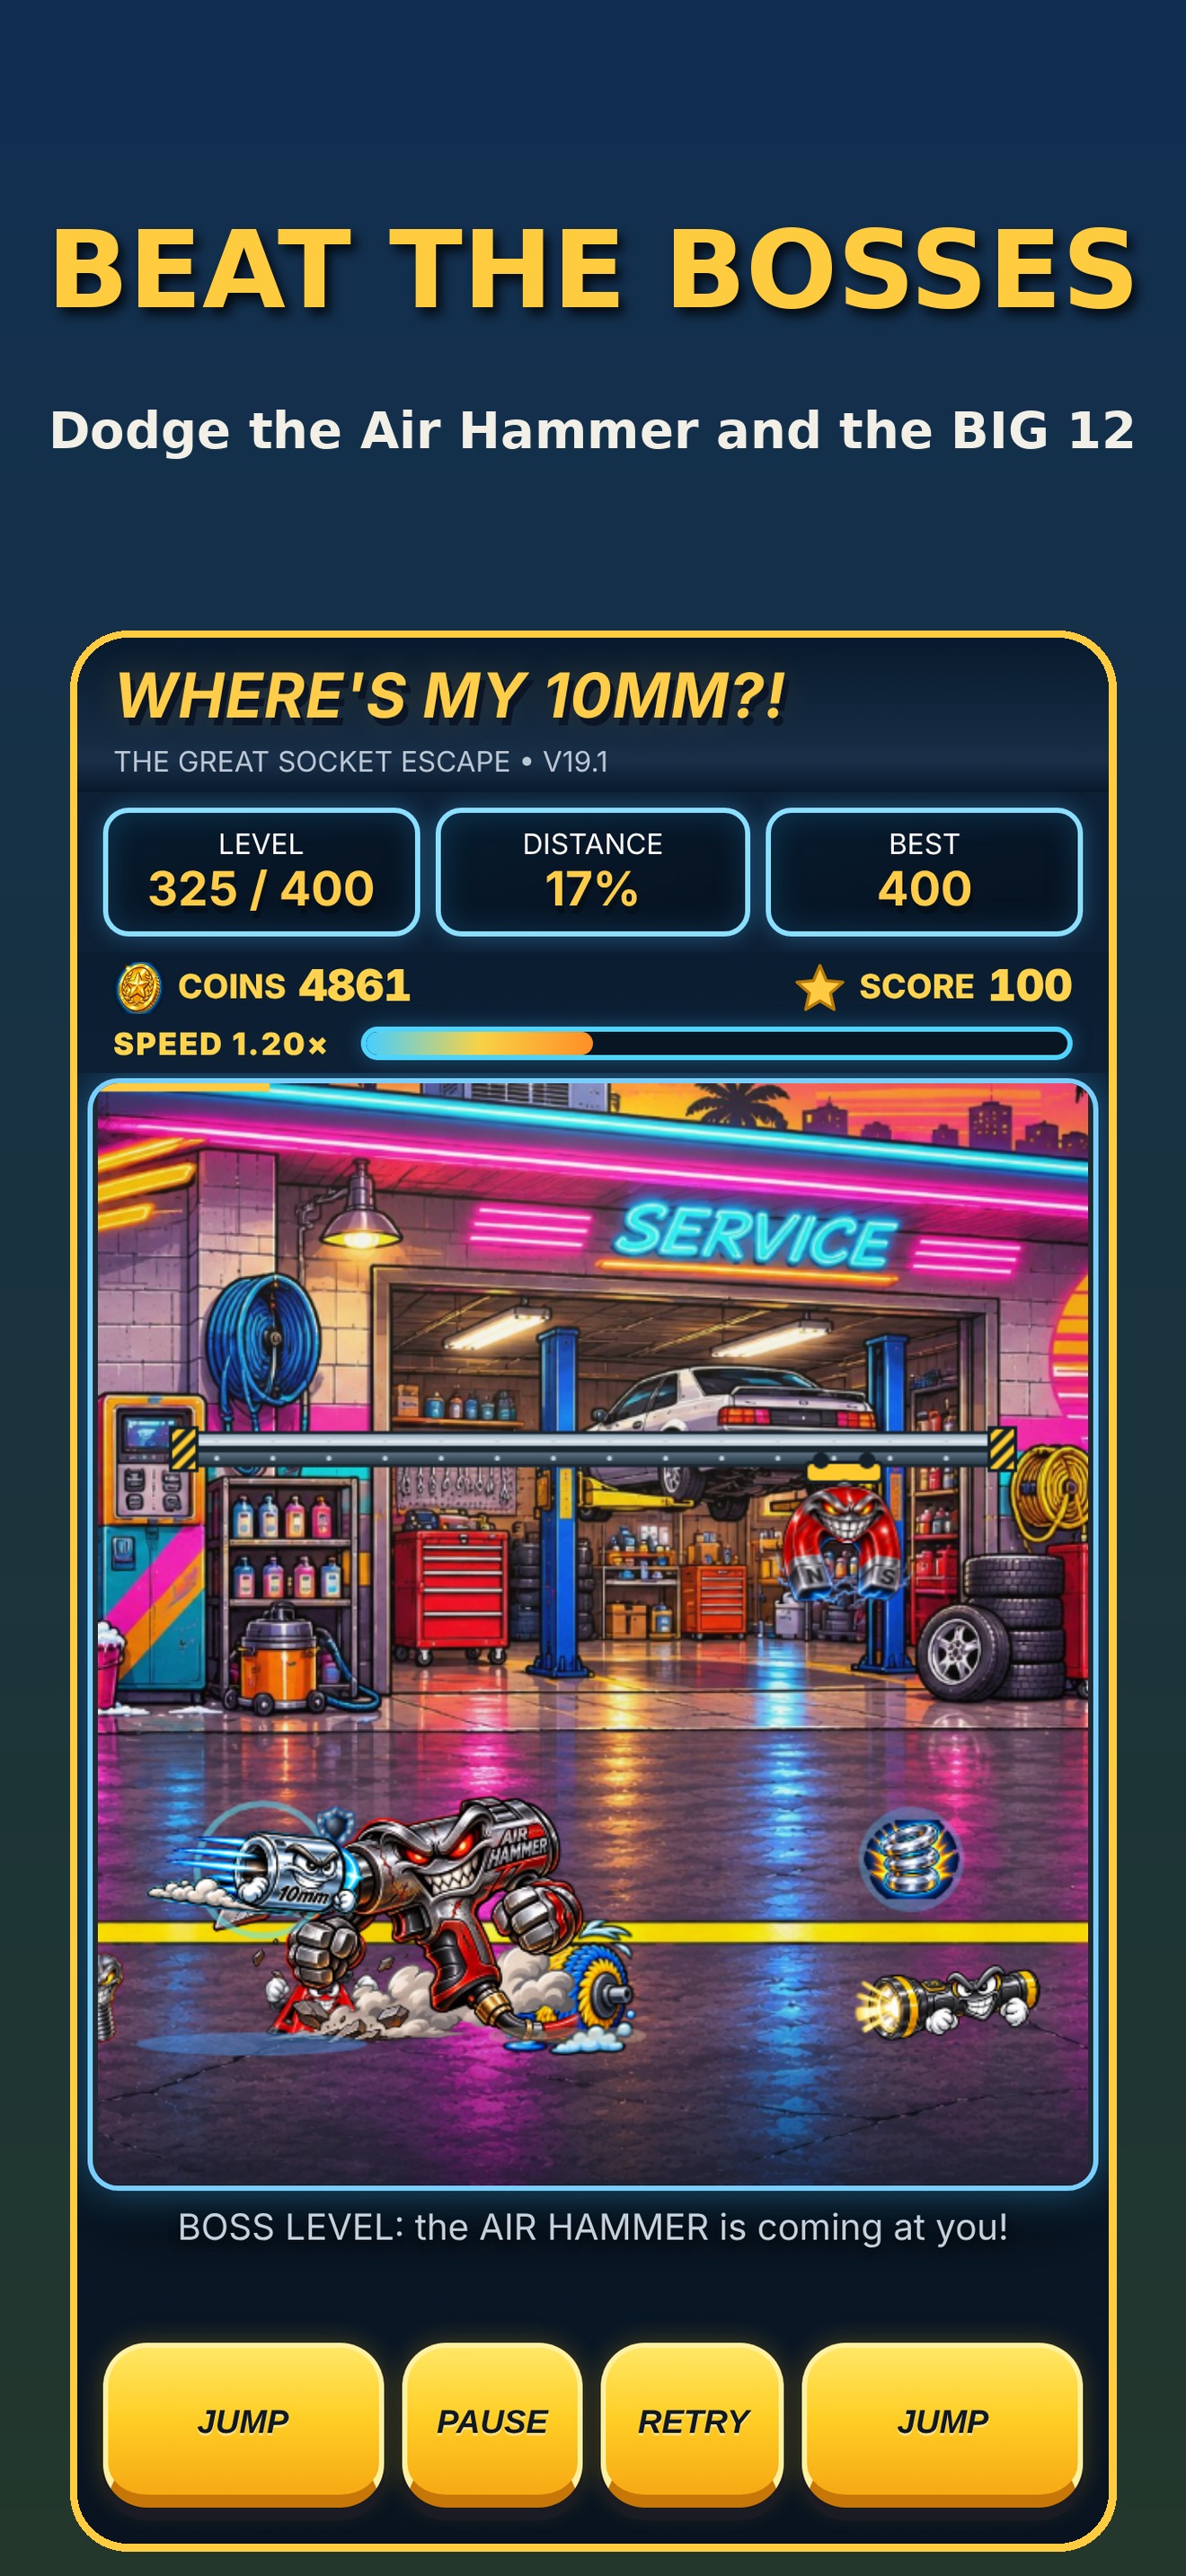 BEAT THE BOSSES
Dodge the Air Hammer and the BIG 12
WHERE'S MY 10MM?!
THE GREAT SOCKET ESCAPE • V19.1
LEVEL
325 / 400
DISTANCE
17%
BEST
400
COINS 4861
SCORE 100
SPEED 1.20×
SERVICE
N S
AIR
HAMMER
10mm
BOSS LEVEL: the AIR HAMMER is coming at you!
JUMP
PAUSE
RETRY
JUMP